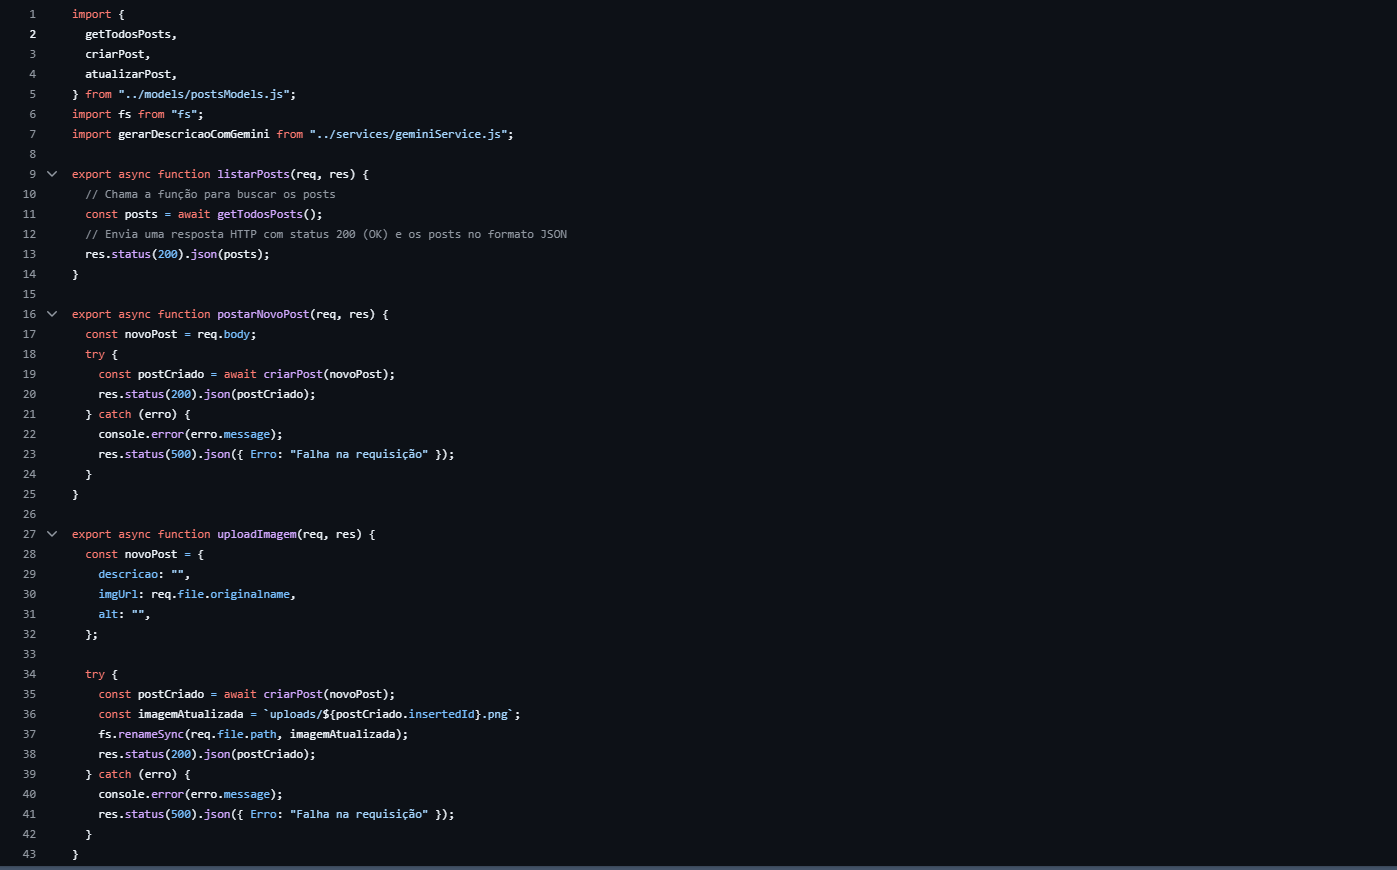 1 import {
2   getTodosPosts,
3   criarPost,
4   atualizarPost,
5 } from "../models/postsModels.js";
6 import fs from "fs";
7 import gerarDescricaoComGemini from "../services/geminiService.js";
8
9 export async function listarPosts(req, res) {
10   // Chama a função para buscar os posts
11   const posts = await getTodosPosts();
12   // Envia uma resposta HTTP com status 200 (OK) e os posts no formato JSON
13   res.status(200).json(posts);
14 }
15
16 export async function postarNovoPost(req, res) {
17   const novoPost = req.body;
18   try {
19     const postCriado = await criarPost(novoPost);
20     res.status(200).json(postCriado);
21   } catch (erro) {
22     console.error(erro.message);
23     res.status(500).json({ Erro: "Falha na requisição" });
24   }
25 }
26
27 export async function uploadImagem(req, res) {
28   const novoPost = {
29     descricao: "",
30     imgUrl: req.file.originalname,
31     alt: "",
32   };
33
34   try {
35     const postCriado = await criarPost(novoPost);
36     const imagemAtualizada = `uploads/${postCriado.insertedId}.png`;
37     fs.renameSync(req.file.path, imagemAtualizada);
38     res.status(200).json(postCriado);
39   } catch (erro) {
40     console.error(erro.message);
41     res.status(500).json({ Erro: "Falha na requisição" });
42   }
43 }